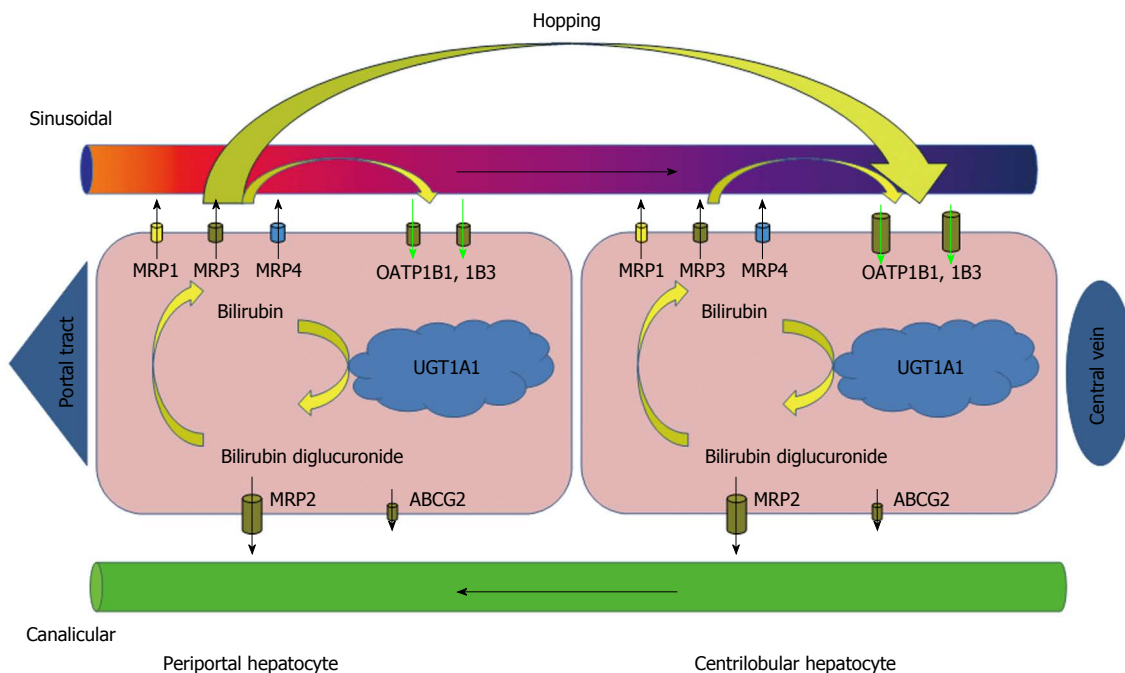 Hopping
Sinusoidal
MRP1 MRP3 MRP4 OATP1B1, 1B3
MRP1 MRP3 MRP4 OATP1B1, 1B3
Bilirubin
Bilirubin
Portal tract
UGT1A1
UGT1A1
Central vein
Bilirubin diglucuronide
Bilirubin diglucuronide
MRP2 ABCG2
MRP2 ABCG2
Canalicular
Periportal hepatocyte
Centrilobular hepatocyte